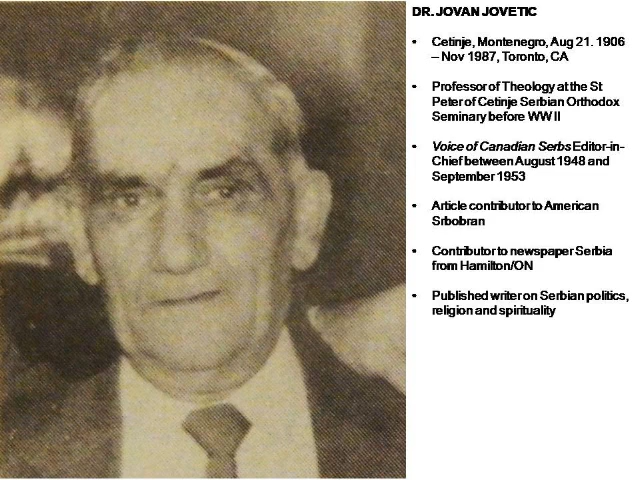 DR. JOVAN JOVETIC
• Cetinje, Montenegro, Aug 21. 1906
– Nov 1987, Toronto, CA
• Professor of Theology at the St
Peter of Cetinje Serbian Orthodox
Seminary before WW II
• Voice of Canadian Serbs Editor-in-
Chief between August 1948 and
September 1953
• Article contributor to American
Srbobran
• Contributor to newspaper Serbia
from Hamilton/ON
• Published writer on Serbian politics,
religion and spirituality